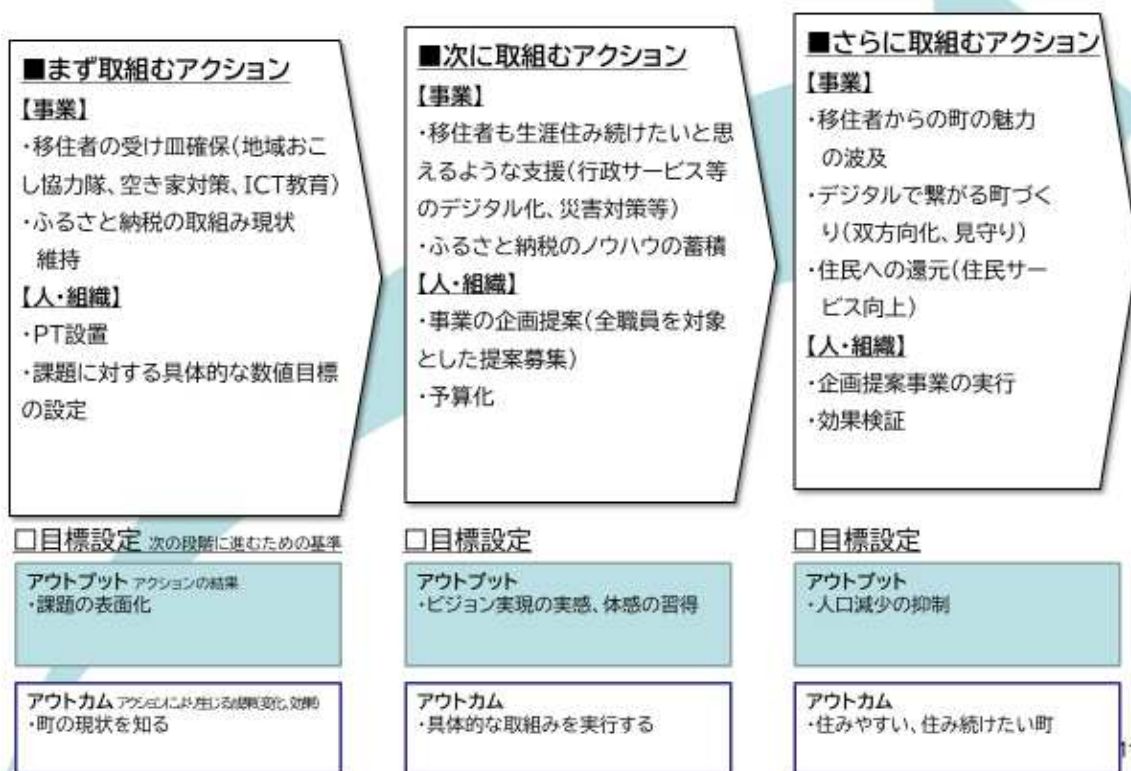 ■まず取組むアクション
【事業】
・移住者の受け皿確保(地域おこ
し協力隊、空き家対策、ICT教育)
・ふるさと納税の取組み現状
維持
【人・組織】
・PT設置
・課題に対する具体的な数値目標
の設定
■次に取組むアクション
【事業】
・移住者も生涯住み続けたいと思
えるような支援(行政サービス等
のデジタル化、災害対策等)
・ふるさと納税のノウハウの蓄積
【人・組織】
・事業の企画提案(全職員を対象
とした提案募集)
・予算化
■さらに取組むアクション
【事業】
・移住者からの町の魅力
の波及
・デジタルで繋がる町づく
り(双方向化、見守り)
・住民への還元(住民サー
ビス向上)
【人・組織】
・企画提案事業の実行
・効果検証
□目標設定 次の段階に進むための基準
アウトプット アクションの結果
・課題の表面化
アウトカム アクションにより生じる成果(変化、効果)
・町の現状を知る
□目標設定
アウトプット
・ビジョン実現の実感、体感の習得
アウトカム
・具体的な取組みを実行する
□目標設定
アウトプット
・人口減少の抑制
アウトカム
・住みやすい、住み続けたい町